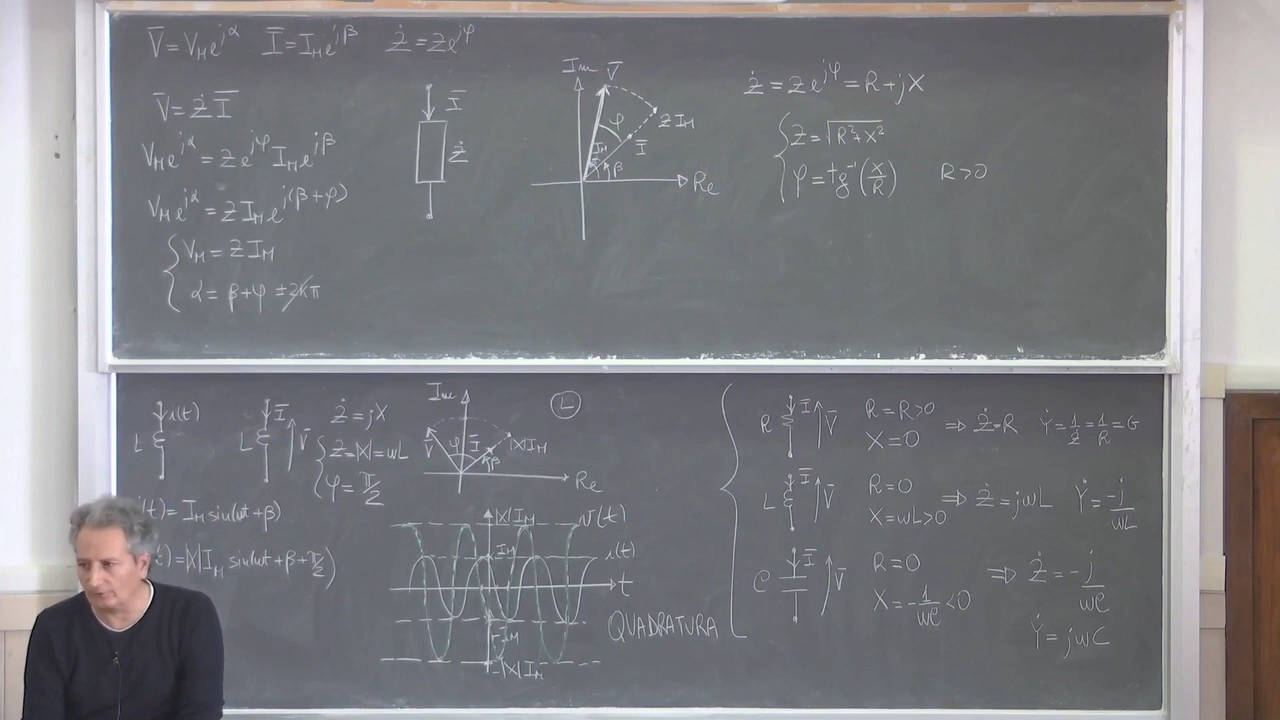 V̅ = V_M e^{jα}   I̅ = I_M e^{jβ}   Ż = Z e^{jφ}
V̅ = Ż I̅
V_M e^{jα} = Z e^{jφ} I_M e^{jβ}
V_M e^{jα} = Z I_M e^{j(β+φ)}
V_M = Z I_M
α = β + φ ± 2kπ
I̅
Ż
Im V̅
φ
Z I_M
I_M
I̅
β
Re
Ż = Z e^{jφ} = R + jX
Z = √(R² + X²)
φ = tg⁻¹(X/R)   R > 0
i(t)
L
I̅
L
V̅
Ż = jX
Z = |X| = ωL
φ = π/2
(t) = I_M sin(ωt + β)
(t) = |X| I_M sin(ωt + β + π/2)
Im
V̅
φ
I̅
|X| I_M
β
Re
L
|X| I_M
v(t)
I_M
i(t)
t
-I_M
-|X| I_M
QUADRATURA
R I̅ V̅
R = R > 0
X = 0
⇒ Ż = R   Ẏ = 1/Ż = 1/R = G
L I̅ V̅
R = 0
X = ωL > 0
⇒ Ż = jωL   Ẏ = -j/ωL
C I̅ V̅
R = 0
X = -1/ωC < 0
⇒ Ż = -j/ωC
Ẏ = jωC